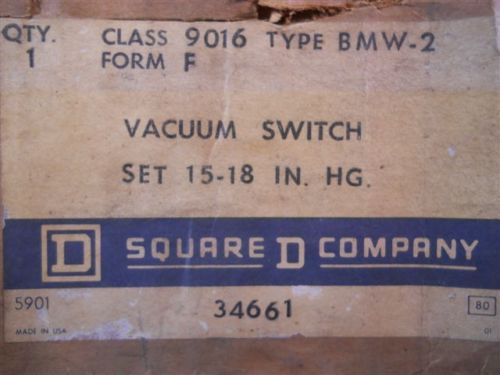 QTY. CLASS 9016 TYPE BMW-2
1 FORM F
VACUUM SWITCH
SET 15-18 IN. HG.
D SQUARE D COMPANY
5901 34661 80
MADE IN USA 01